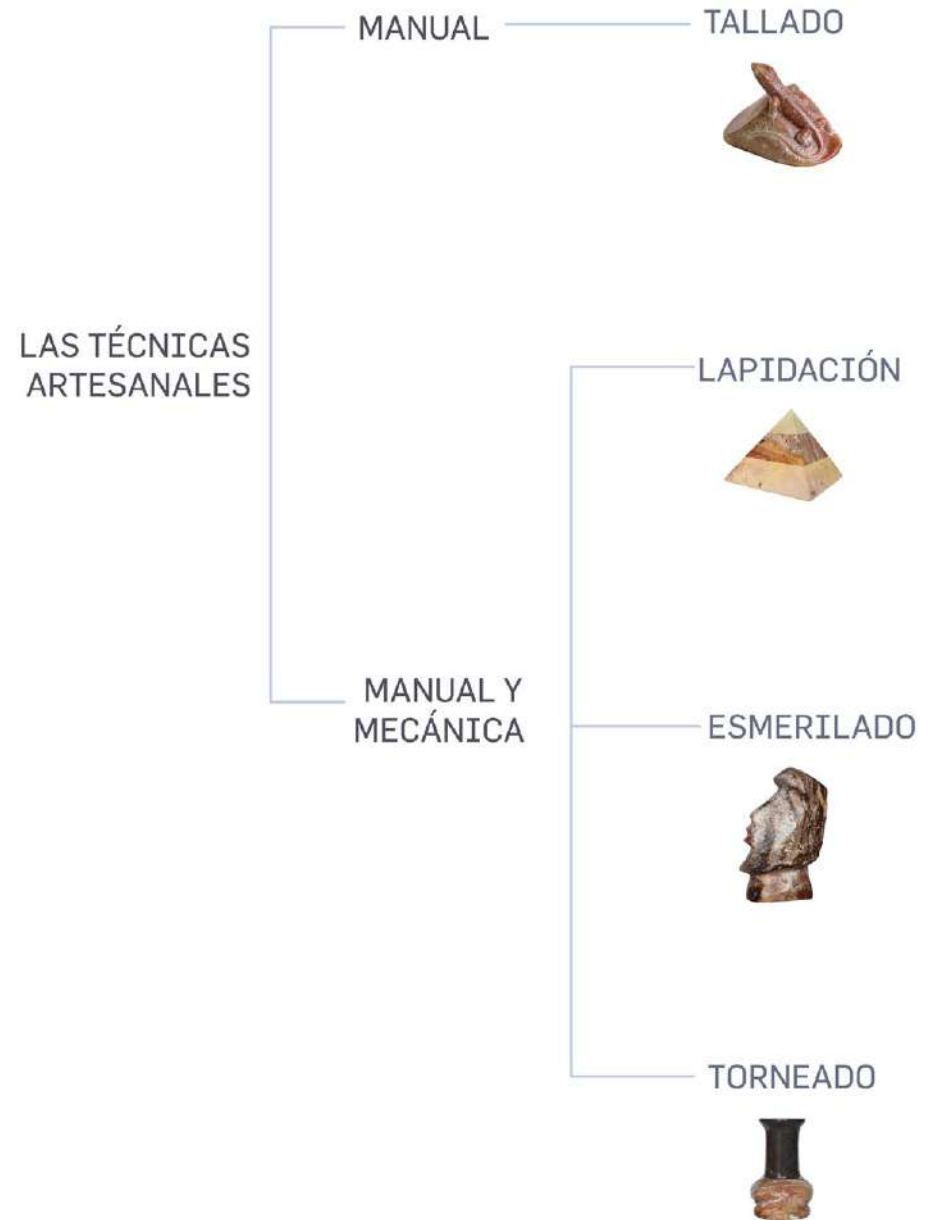 MANUAL
TALLADO
LAS TÉCNICAS
ARTESANALES
LAPIDACIÓN
MANUAL Y
MECÁNICA
ESMERILADO
TORNEADO